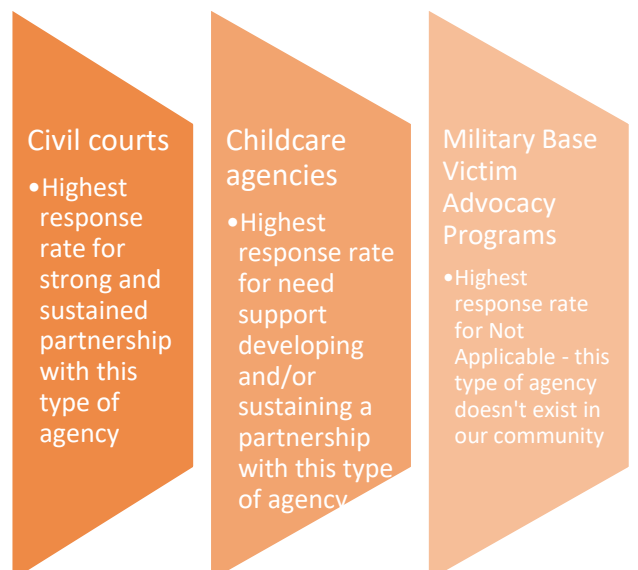 Civil courts
•Highest
response
rate for
strong and
sustained
partnership
with this
type of
agency
Childcare
agencies
•Highest
response rate
for need
support
developing
and/or
sustaining a
partnership
with this type
of agency
Military Base
Victim
Advocacy
Programs
•Highest
response rate
for Not
Applicable - this
type of agency
doesn't exist in
our community